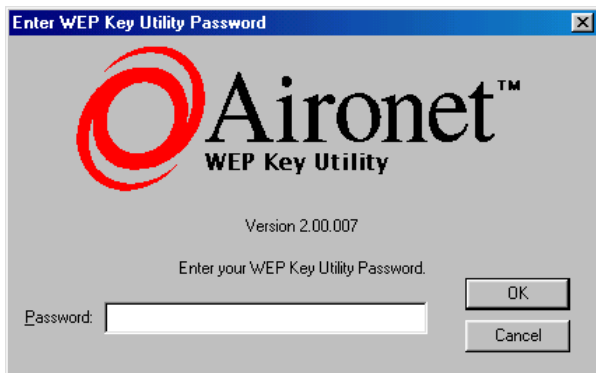 Enter WEP Key Utility Password
Aironet™
WEP Key Utility
Version 2.00.007
Enter your WEP Key Utility Password.
Password:
OK
Cancel